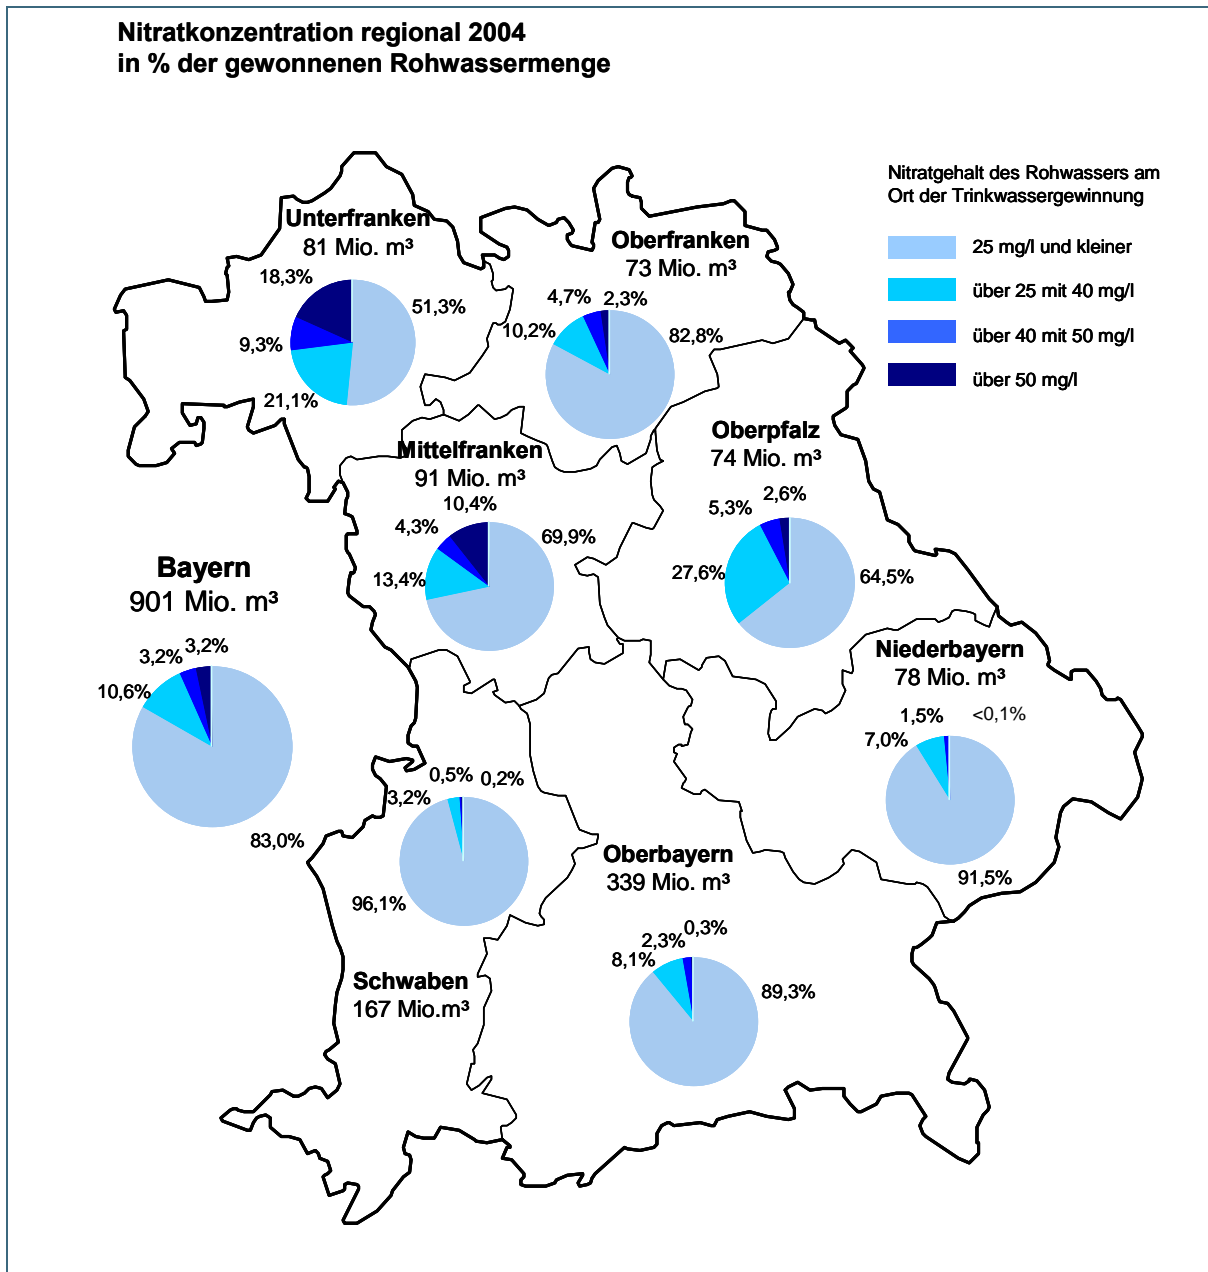 Nitratkonzentration regional 2004
in % der gewonnenen Rohwassermenge
Nitratgehalt des Rohwassers am
Ort der Trinkwassergewinnung
25 mg/l und kleiner
über 25 mit 40 mg/l
über 40 mit 50 mg/l
über 50 mg/l
Unterfranken
81 Mio. m³
18,3%
51,3%
9,3%
21,1%
Oberfranken
73 Mio. m³
4,7%
2,3%
10,2%
82,8%
Mittelfranken
91 Mio. m³
10,4%
4,3%
69,9%
13,4%
Oberpfalz
74 Mio. m³
2,6%
5,3%
27,6%
64,5%
Bayern
901 Mio. m³
3,2%
3,2%
10,6%
83,0%
Niederbayern
78 Mio. m³
1,5%
<0,1%
7,0%
91,5%
0,5%
0,2%
3,2%
96,1%
Schwaben
167 Mio.m³
Oberbayern
339 Mio. m³
0,3%
2,3%
8,1%
89,3%